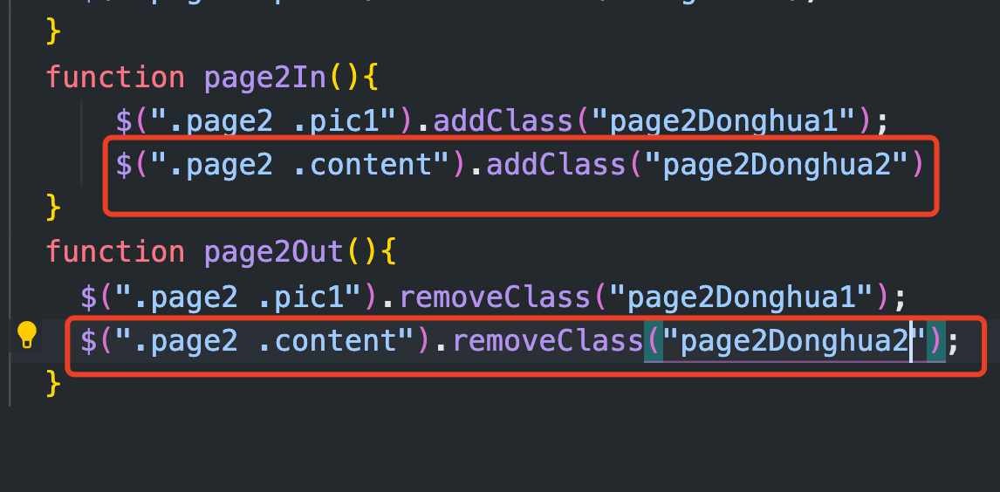 }
function page2In(){
$(".page2 .pic1").addClass("page2Donghua1");
$(".page2 .content").addClass("page2Donghua2")
}
function page2Out(){
$(".page2 .pic1").removeClass("page2Donghua1");
$(".page2 .content").removeClass("page2Donghua2");
}